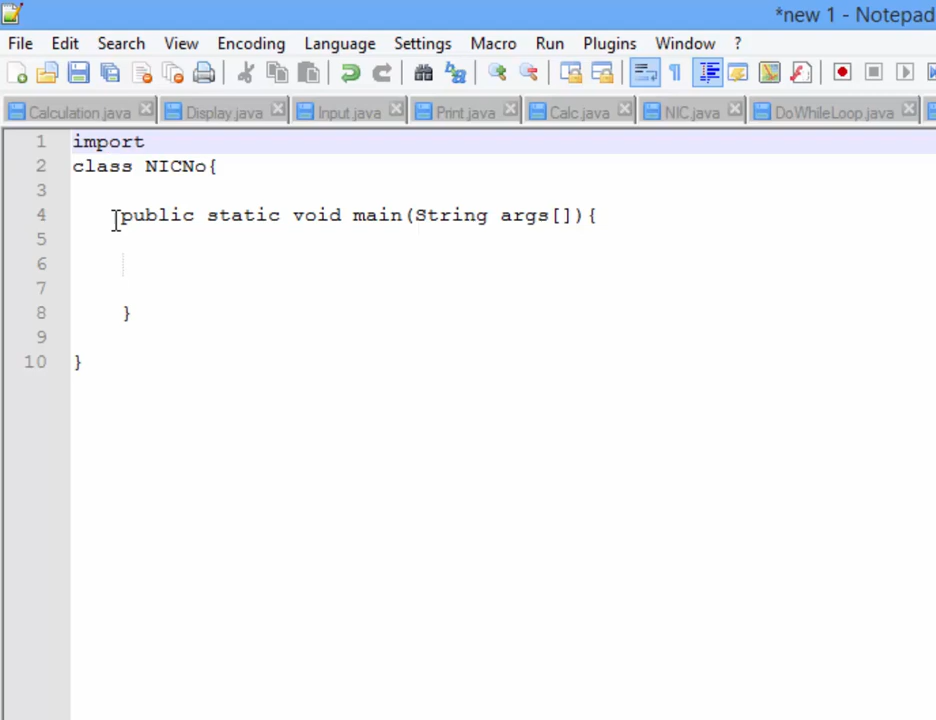 *new 1 - Notepad
File Edit Search View Encoding Language Settings Macro Run Plugins Window ?
Calculation.java Display.java Input.java Print.java Calc.java NIC.java DoWhileLoop.java
1 import
2 class NICNo{
3
4 public static void main(String args[]){
5
6
7
8 }
9
10 }